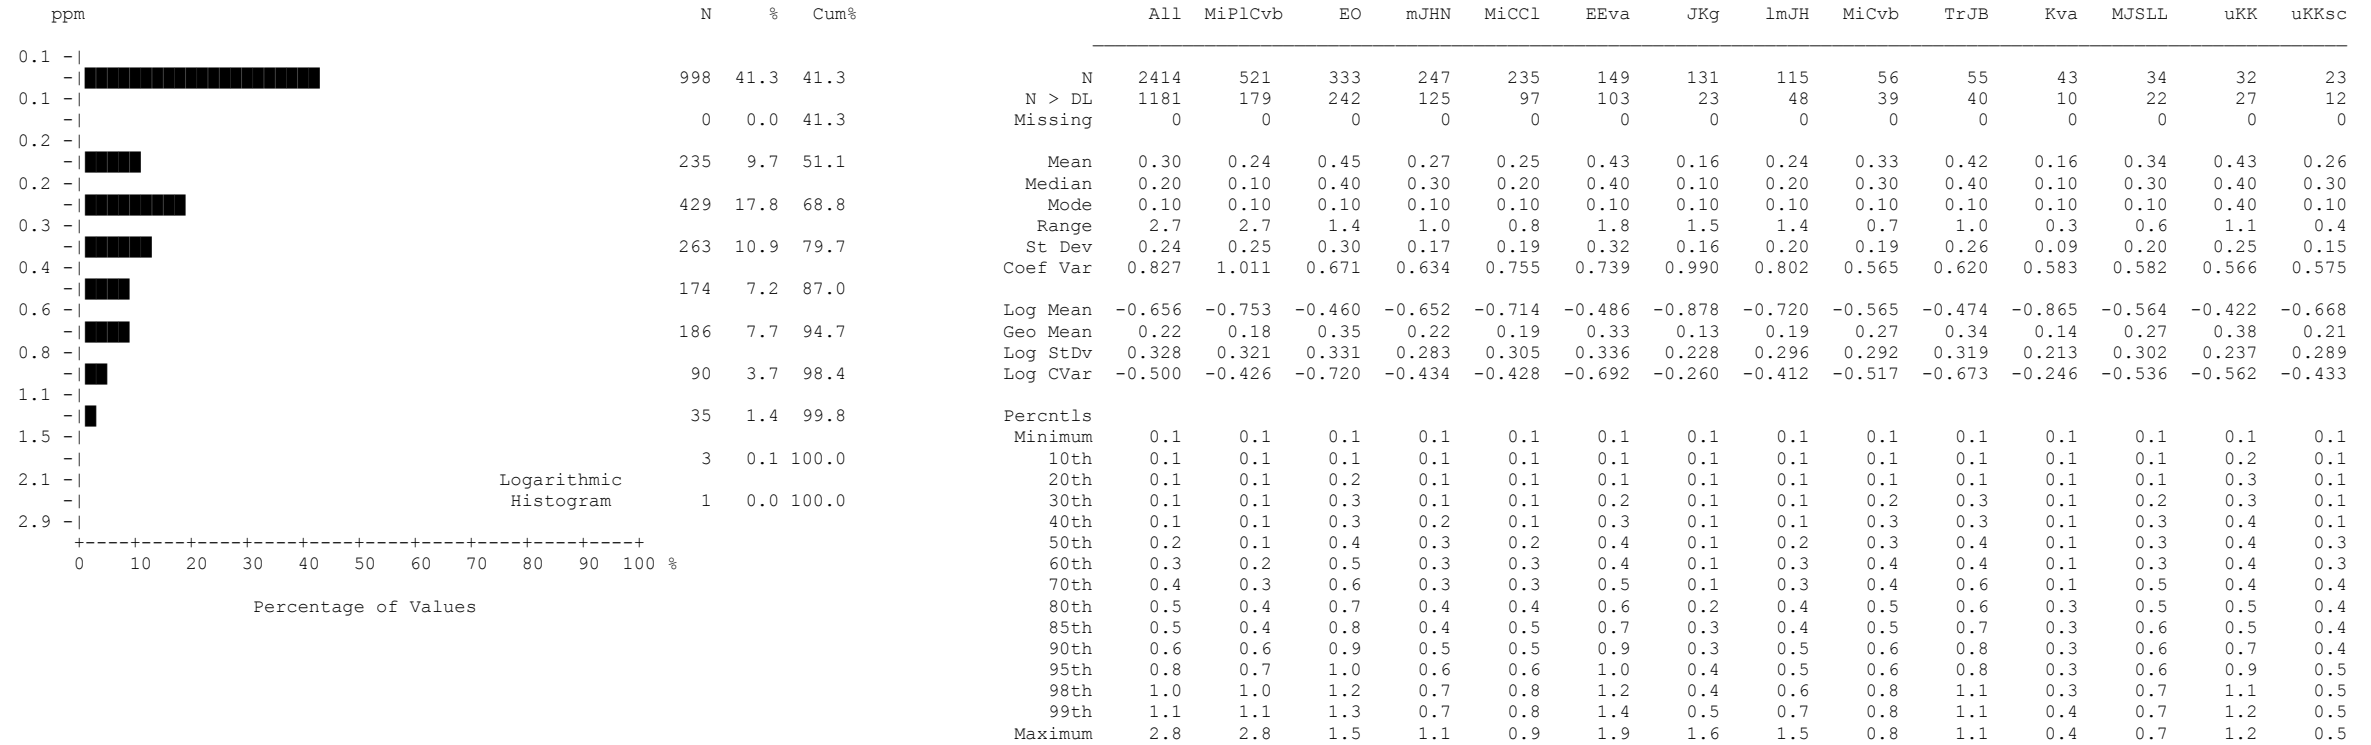 ppm N % Cum% All MiPlCvb EO mJHN MiCCl EEva JKg lmJH MiCvb TrJB Kva MJSLL uKK uKKsc
0.1 -|
-| 998 41.3 41.3 N 2414 521 333 247 235 149 131 115 56 55 43 34 32 23
0.1 -| N > DL 1181 179 242 125 97 103 23 48 39 40 10 22 27 12
-| 0 0.0 41.3 Missing 0 0 0 0 0 0 0 0 0 0 0 0 0 0
0.2 -|
-| 235 9.7 51.1 Mean 0.30 0.24 0.45 0.27 0.25 0.43 0.16 0.24 0.33 0.42 0.16 0.34 0.43 0.26
0.2 -| Median 0.20 0.10 0.40 0.30 0.20 0.40 0.10 0.20 0.30 0.40 0.10 0.30 0.40 0.30
-| 429 17.8 68.8 Mode 0.10 0.10 0.10 0.10 0.10 0.10 0.10 0.10 0.10 0.10 0.10 0.10 0.40 0.10
0.3 -| Range 2.7 2.7 1.4 1.0 0.8 1.8 1.5 1.4 0.7 1.0 0.3 0.6 1.1 0.4
-| 263 10.9 79.7 St Dev 0.24 0.25 0.30 0.17 0.19 0.32 0.16 0.20 0.19 0.26 0.09 0.20 0.25 0.15
0.4 -| Coef Var 0.827 1.011 0.671 0.634 0.755 0.739 0.990 0.802 0.565 0.620 0.583 0.582 0.566 0.575
-| 174 7.2 87.0
0.6 -| Log Mean -0.656 -0.753 -0.460 -0.652 -0.714 -0.486 -0.878 -0.720 -0.565 -0.474 -0.865 -0.564 -0.422 -0.668
-| 186 7.7 94.7 Geo Mean 0.22 0.18 0.35 0.22 0.19 0.33 0.13 0.19 0.27 0.34 0.14 0.27 0.38 0.21
0.8 -| Log StDv 0.328 0.321 0.331 0.283 0.305 0.336 0.228 0.296 0.292 0.319 0.213 0.302 0.237 0.289
-| 90 3.7 98.4 Log CVar -0.500 -0.426 -0.720 -0.434 -0.428 -0.692 -0.260 -0.412 -0.517 -0.673 -0.246 -0.536 -0.562 -0.433
1.1 -|
-| 35 1.4 99.8 Percntls
1.5 -| Minimum 0.1 0.1 0.1 0.1 0.1 0.1 0.1 0.1 0.1 0.1 0.1 0.1 0.1 0.1
-| 3 0.1 100.0 10th 0.1 0.1 0.1 0.1 0.1 0.1 0.1 0.1 0.1 0.1 0.1 0.1 0.2 0.1
2.1 -| Logarithmic 20th 0.1 0.1 0.2 0.1 0.1 0.1 0.1 0.1 0.1 0.1 0.1 0.1 0.3 0.1
-| Histogram 1 0.0 100.0 30th 0.1 0.1 0.3 0.1 0.1 0.2 0.1 0.1 0.2 0.3 0.1 0.2 0.3 0.1
2.9 -| 40th 0.1 0.1 0.3 0.2 0.1 0.3 0.1 0.1 0.3 0.3 0.1 0.3 0.4 0.1
+----+----+----+----+----+----+----+----+----+----+ 50th 0.2 0.1 0.4 0.3 0.2 0.4 0.1 0.2 0.3 0.4 0.1 0.3 0.4 0.3
0 10 20 30 40 50 60 70 80 90 100 % 60th 0.3 0.2 0.5 0.3 0.3 0.4 0.1 0.3 0.4 0.4 0.1 0.3 0.4 0.3
70th 0.4 0.3 0.6 0.3 0.3 0.5 0.1 0.3 0.4 0.6 0.1 0.5 0.4 0.4
Percentage of Values 80th 0.5 0.4 0.7 0.4 0.4 0.6 0.2 0.4 0.5 0.6 0.3 0.5 0.5 0.4
85th 0.5 0.4 0.8 0.4 0.5 0.7 0.3 0.4 0.5 0.7 0.3 0.6 0.5 0.4
90th 0.6 0.6 0.9 0.5 0.5 0.9 0.3 0.5 0.6 0.8 0.3 0.6 0.7 0.4
95th 0.8 0.7 1.0 0.6 0.6 1.0 0.4 0.5 0.6 0.8 0.3 0.6 0.9 0.5
98th 1.0 1.0 1.2 0.7 0.8 1.2 0.4 0.6 0.8 1.1 0.3 0.7 1.1 0.5
99th 1.1 1.1 1.3 0.7 0.8 1.4 0.5 0.7 0.8 1.1 0.4 0.7 1.2 0.5
Maximum 2.8 2.8 1.5 1.1 0.9 1.9 1.6 1.5 0.8 1.1 0.4 0.7 1.2 0.5